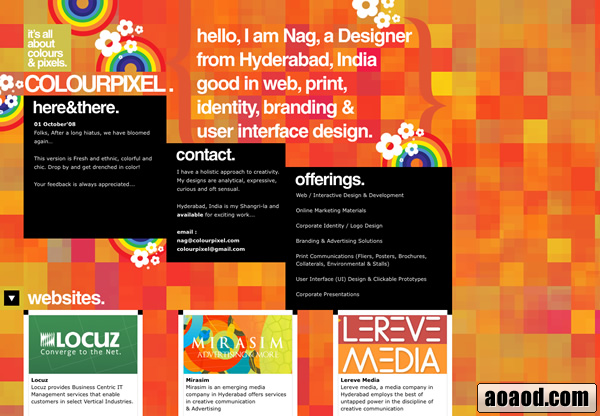 it's all
about
colours
& pixels.
COLOURPIXEL.
hello, I am Nag, a Designer
from Hyderabad, India
good in web, print,
identity, branding &
user interface design.
here&there.
01 October'08
Folks, After a long hiatus, we have bloomed
again...
This version is Fresh and ethnic, colorful and
chic. Drop by and get drenched in color!
Your feedback is always appreciated...
contact.
I have a holistic approach to creativity.
My designs are analytical, expressive,
curious and oft sensual.
Hyderabad, India is my Shangri-la and
available for exciting work...
email :
nag@colourpixel.com
colourpixel@gmail.com
offerings.
Web / Interactive Design & Development
Online Marketing Materials
Corporate Identity / Logo Design
Branding & Advertising Solutions
Print Communications (Fliers, Posters, Brochures,
Collaterals, Environmental & Stalls)
User Interface (UI) Design & Clickable Prototypes
Corporate Presentations
websites.
LOCUZ
Converge to the Net.
Locuz
Locuz provides Business Centric IT
Management services that enable
customers in select Vertical Industries.
MIRASIM
ADVERTISING & MORE
Mirasim
Mirasim is an emerging media
company in Hyderabad offers services
in creative communication
& Advertising
LEREVE
MEDIA
Lereve Media
Lereve media, a media company in
Hyderabad employs the best of
untapped power in the discipline of
creative communication
aoaod.com